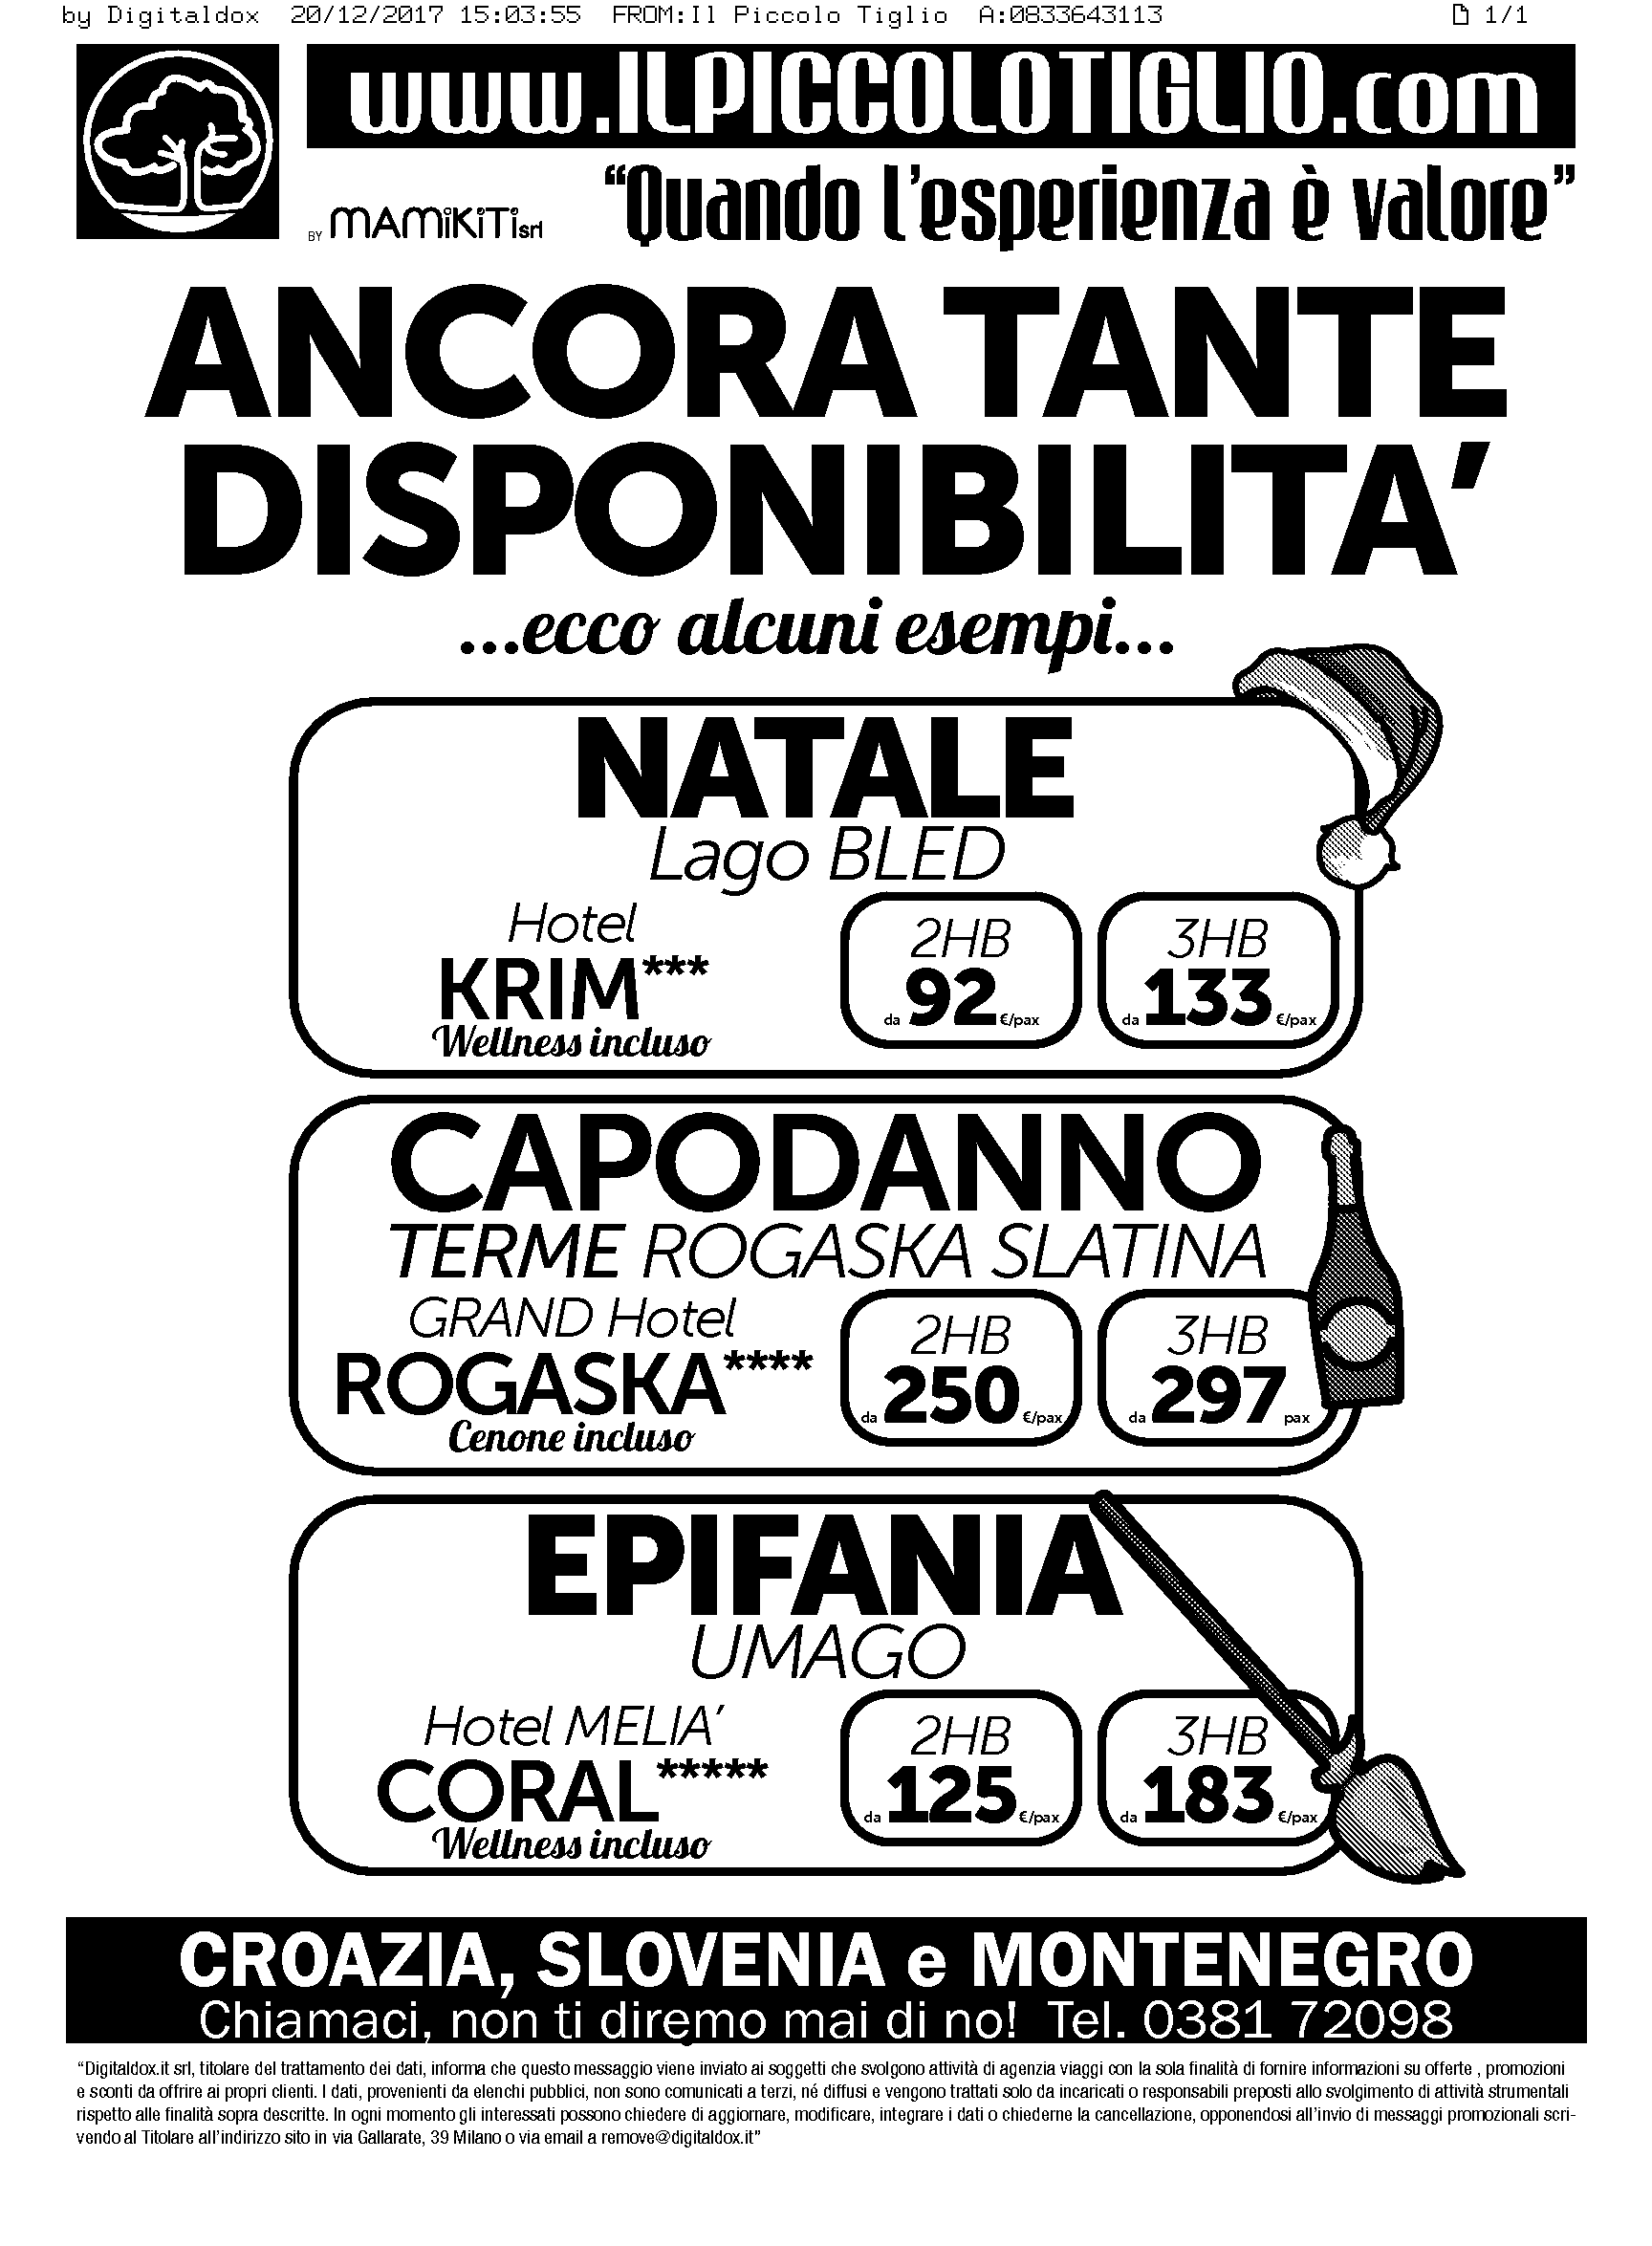 by Digitaldox 20/12/2017 15:03:55 FROM:Il Piccolo Tiglio A:0833643113 1/1
www.ILPICCOLOTIGLIO.com
BY MAMiKiTi srl “Quando l'esperienza è valore”
ANCORA TANTE
DISPONIBILITA’
...ecco alcuni esempi...
NATALE
Lago BLED
Hotel
KRIM***
Wellness incluso
2HB
da 92 €/pax
3HB
da 133 €/pax
CAPODANNO
TERME ROGASKA SLATINA
GRAND Hotel
ROGASKA****
Cenone incluso
2HB
da 250 €/pax
3HB
da 297 pax
EPIFANIA
UMAGO
Hotel MELIA’
CORAL*****
Wellness incluso
2HB
da 125 €/pax
3HB
da 183 €/pax
CROAZIA, SLOVENIA e MONTENEGRO
Chiamaci, non ti diremo mai di no! Tel. 0381 72098
“Digitaldox.it srl, titolare del trattamento dei dati, informa che questo messaggio viene inviato ai soggetti che svolgono attività di agenzia viaggi con la sola finalità di fornire informazioni su offerte , promozioni
e sconti da offrire ai propri clienti. I dati, provenienti da elenchi pubblici, non sono comunicati a terzi, né diffusi e vengono trattati solo da incaricati o responsabili preposti allo svolgimento di attività strumentali
rispetto alle finalità sopra descritte. In ogni momento gli interessati possono chiedere di aggiornare, modificare, integrare i dati o chiederne la cancellazione, opponendosi all’invio di messaggi promozionali scri-
vendo al Titolare all’indirizzo sito in via Gallarate, 39 Milano o via email a remove@digitaldox.it”